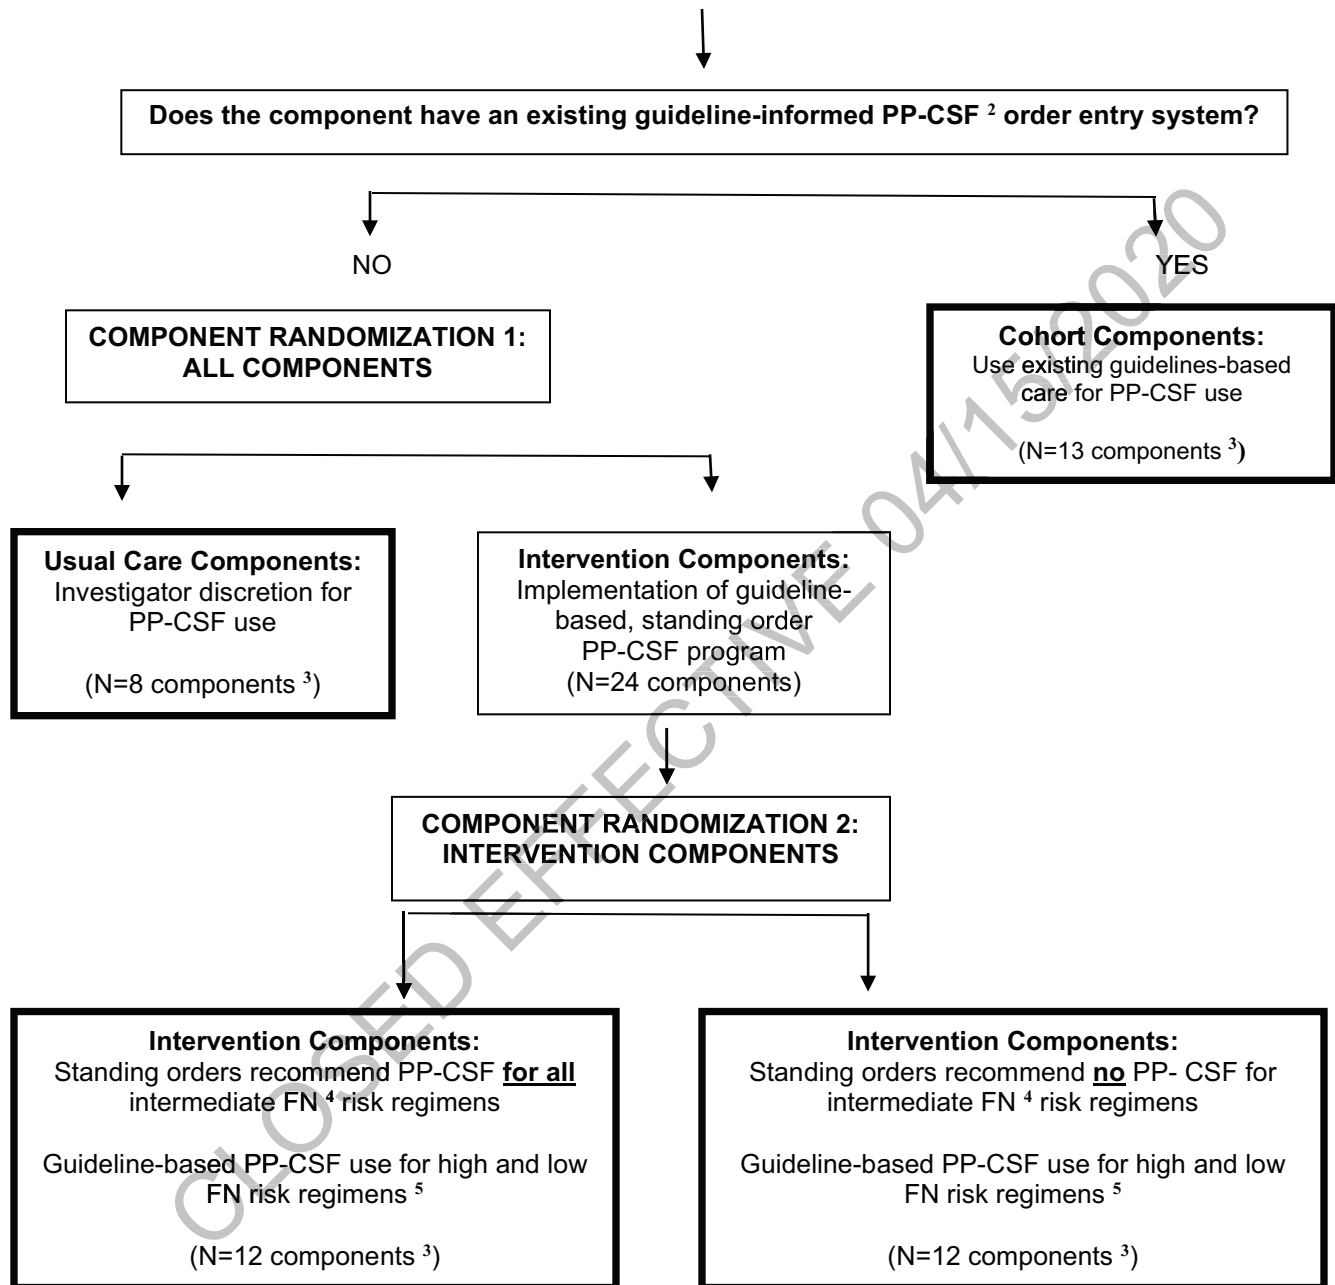 Does the component have an existing guideline-informed PP-CSF ² order entry system?
NO
YES
COMPONENT RANDOMIZATION 1:
ALL COMPONENTS
Cohort Components:
Use existing guidelines-based
care for PP-CSF use
(N=13 components ³)
Usual Care Components:
Investigator discretion for
PP-CSF use
(N=8 components ³)
Intervention Components:
Implementation of guideline-
based, standing order
PP-CSF program
(N=24 components)
COMPONENT RANDOMIZATION 2:
INTERVENTION COMPONENTS
Intervention Components:
Standing orders recommend PP-CSF for all
intermediate FN ⁴ risk regimens
Guideline-based PP-CSF use for high and low
FN risk regimens ⁵
(N=12 components ³)
Intervention Components:
Standing orders recommend no PP- CSF for
intermediate FN ⁴ risk regimens
Guideline-based PP-CSF use for high and low
FN risk regimens ⁵
(N=12 components ³)
CLOSED EFFECTIVE 04/15/2020